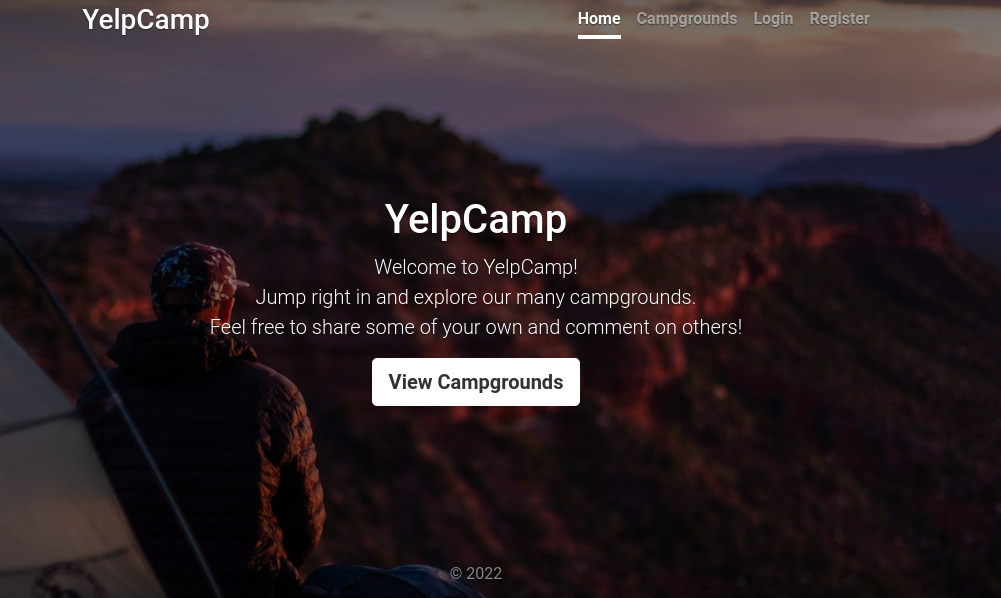 YelpCamp
Home Campgrounds Login Register
YelpCamp
Welcome to YelpCamp!
Jump right in and explore our many campgrounds.
Feel free to share some of your own and comment on others!
View Campgrounds
© 2022